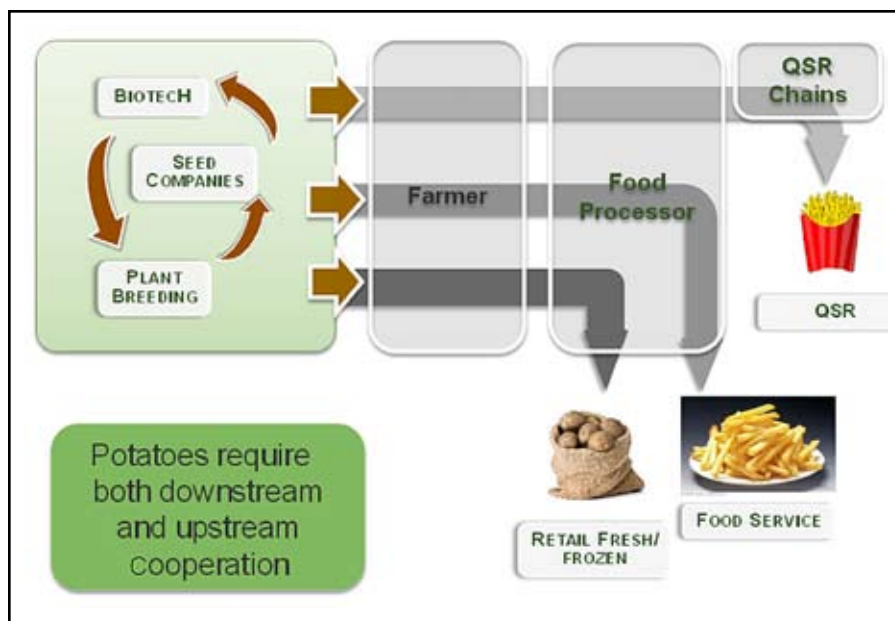 BIOTECH
SEED
COMPANIES
PLANT
BREEDING
Farmer
Food
Processor
QSR
Chains
QSR
RETAIL FRESH/
FROZEN
FOOD SERVICE
Potatoes require
both downstream
and upstream
cooperation